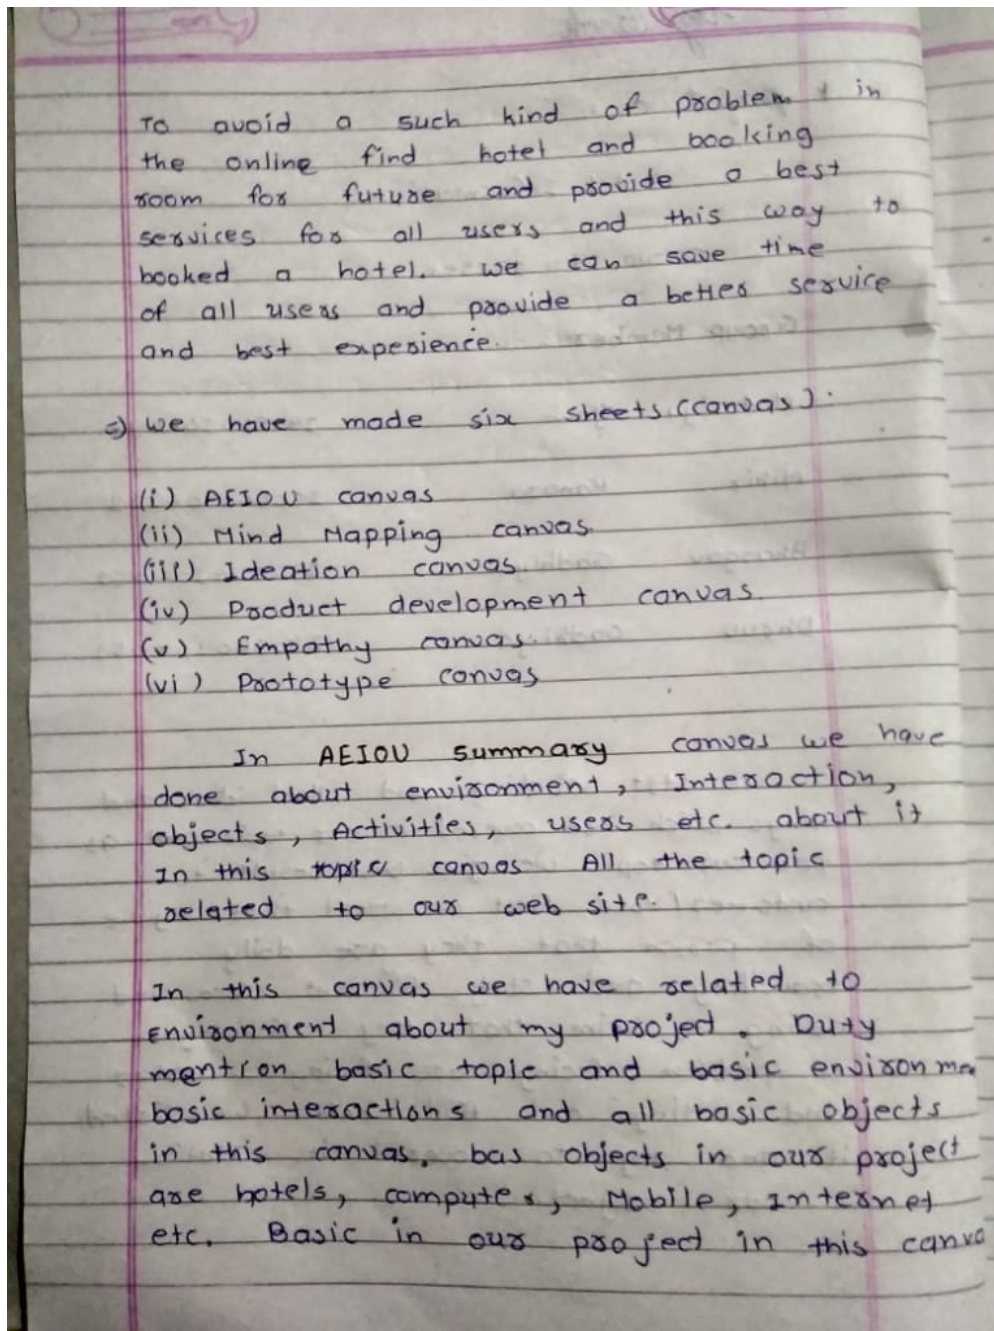 To avoid a such kind of problem in
the online find hotel and booking
room for future and provide a best
services for all users and this way to
booked a hotel. we can save time
of all users and provide a better service
and best experience.
=) we have made six sheets (canvas).
(i) AEIOU canvas
(ii) Mind Mapping canvas.
(iii) Ideation canvas
(iv) Product development canvas.
(v) Empathy canvas.
(vi) Prototype canvas
In AEIOU summary canvas we have
done about environment, Interaction,
objects, Activities, users etc. about it
In this topic canvas All the topic
related to our web site.
In this canvas we have related to
Environment about my project. Duty
mention basic topic and basic environmen
basic interactions and all basic objects
in this canvas, bas objects in our project
are hotels, computer, Mobile, Internet
etc. Basic in our project in this canva